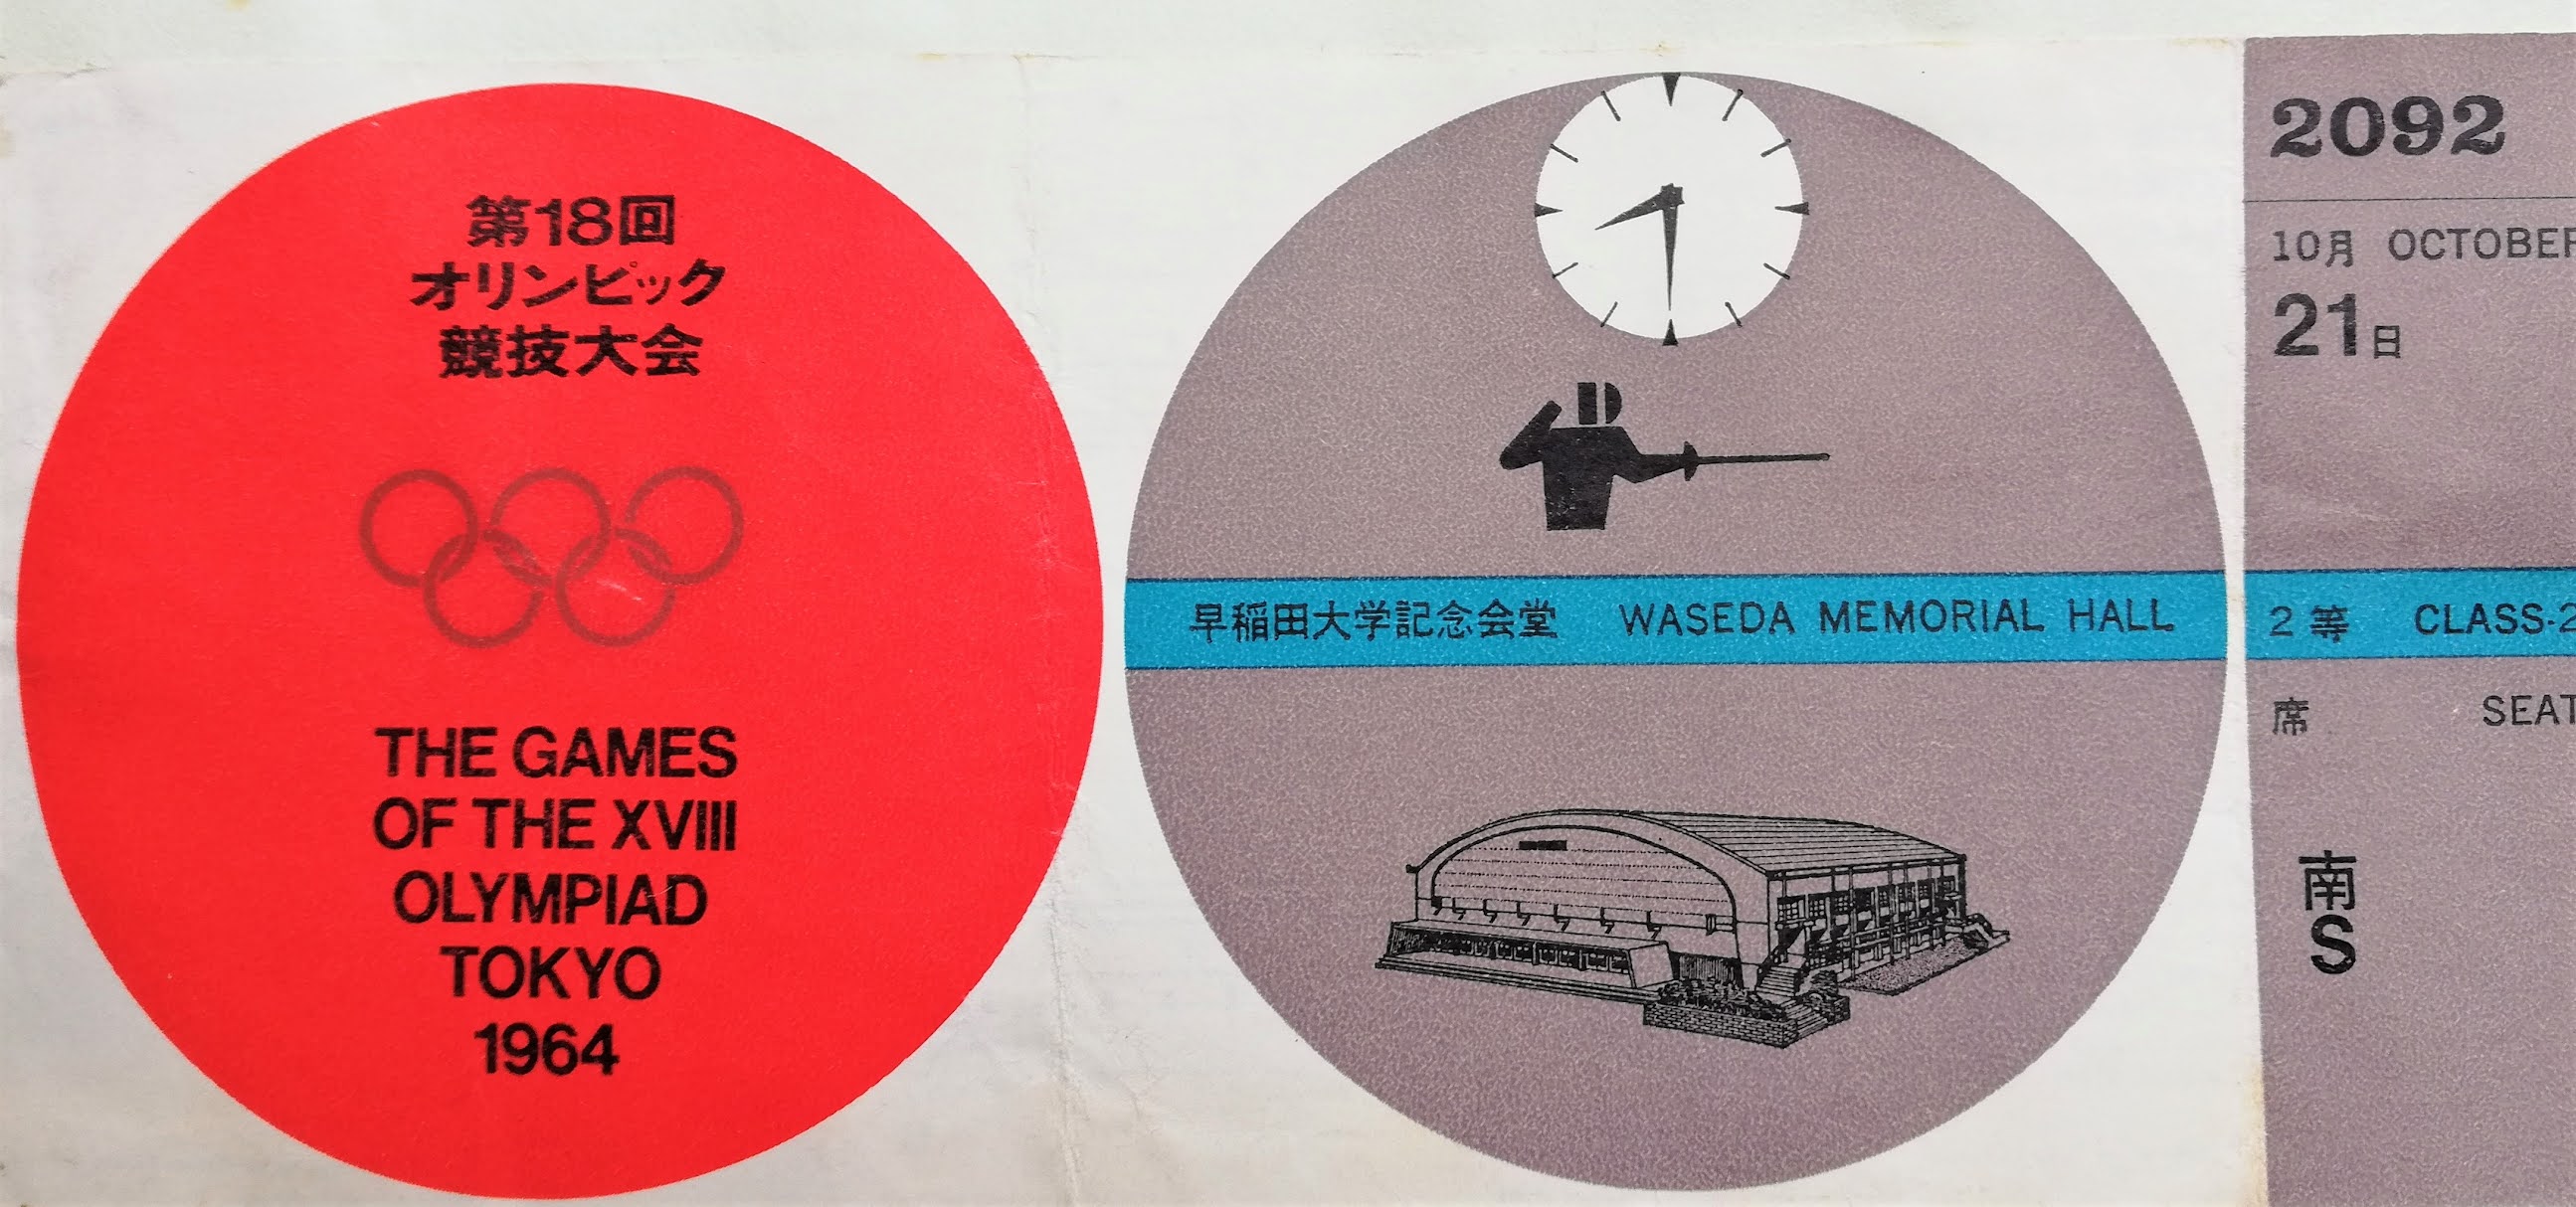 第18回
オリンピック
競技大会
THE GAMES
OF THE XVIII
OLYMPIAD
TOKYO
1964
早稲田大学記念会堂 WASEDA MEMORIAL HALL
2092
10月 OCTOBER
21日
2等 CLASS-2
席 SEAT
南
S